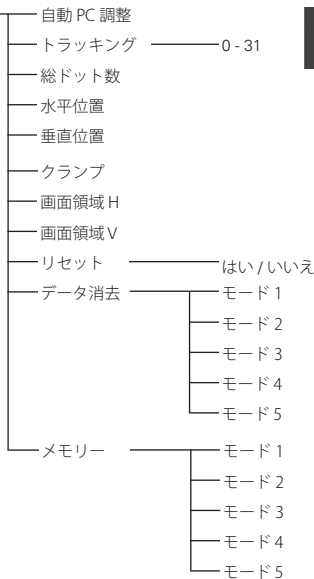 自動 PC 調整
トラッキング 0 - 31
総ドット数
水平位置
垂直位置
クランプ
画面領域 H
画面領域 V
リセット はい / いいえ
データ消去 モード 1
モード 2
モード 3
モード 4
モード 5
メモリー モード 1
モード 2
モード 3
モード 4
モード 5